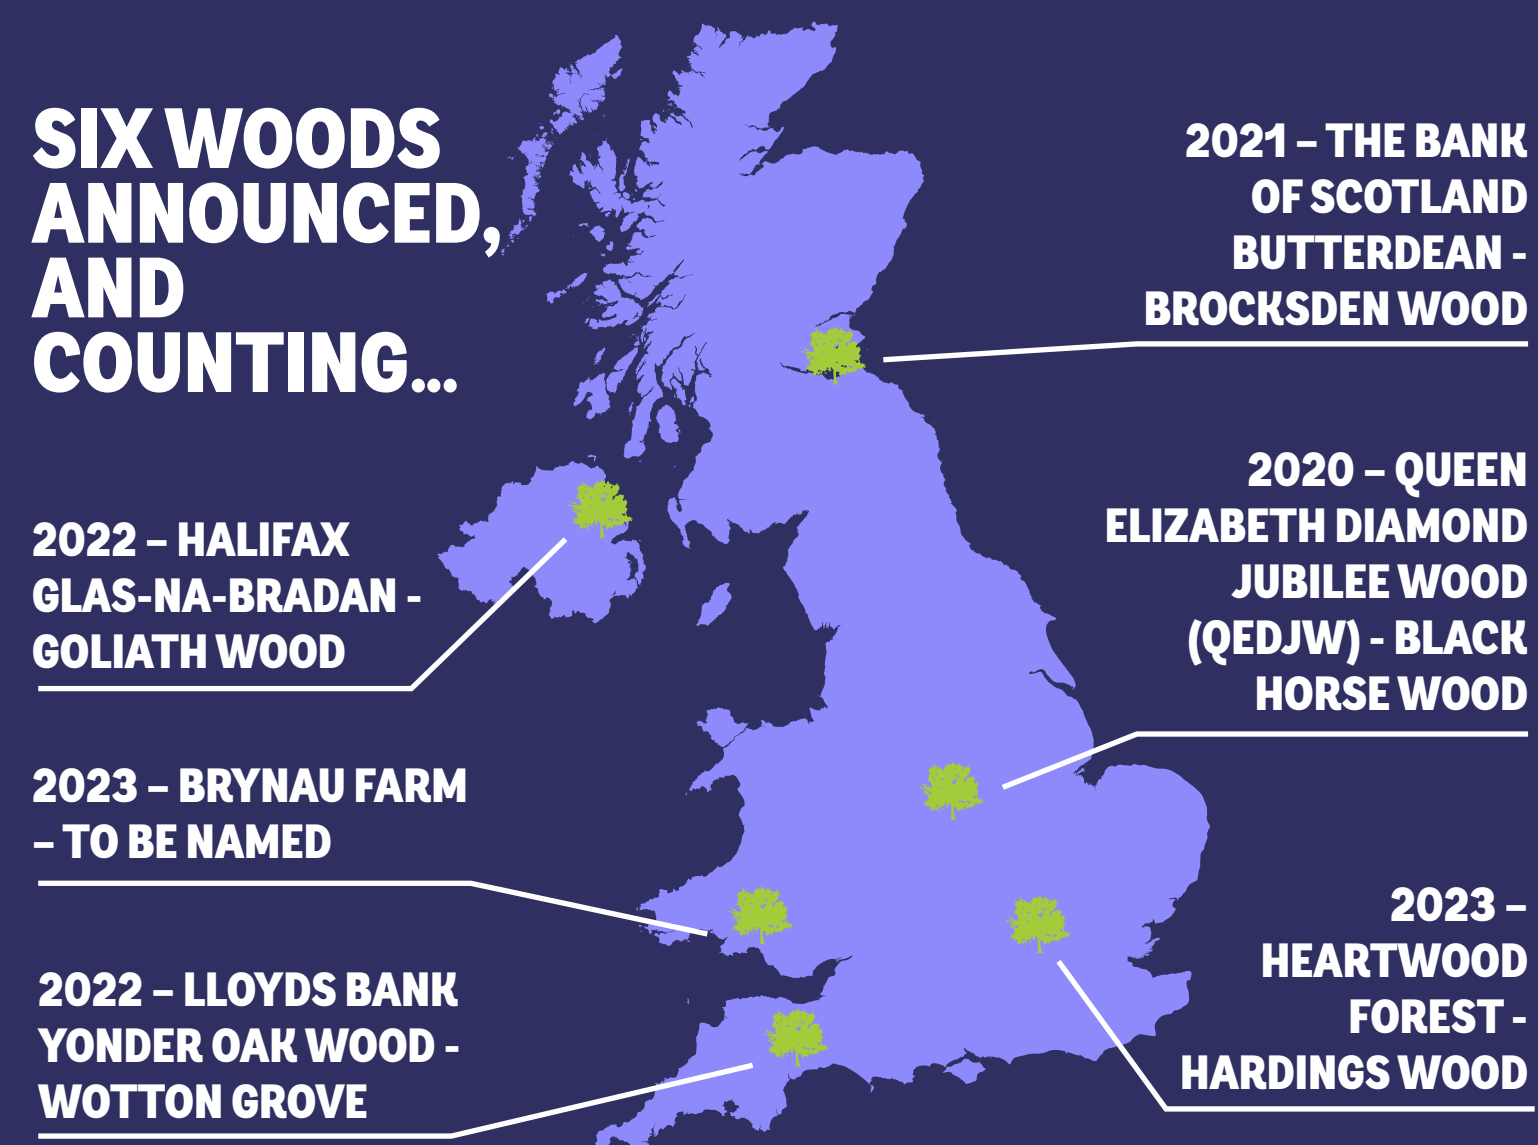 SIX WOODS
ANNOUNCED,
AND
COUNTING...
2022 – HALIFAX
GLAS-NA-BRADAN -
GOLIATH WOOD
2023 – BRYNAU FARM
– TO BE NAMED
2022 – LLOYDS BANK
YONDER OAK WOOD -
WOTTON GROVE
2021 – THE BANK
OF SCOTLAND
BUTTERDEAN -
BROCKSDEN WOOD
2020 – QUEEN
ELIZABETH DIAMOND
JUBILEE WOOD
(QEDJW) - BLACK
HORSE WOOD
2023 –
HEARTWOOD
FOREST -
HARDINGS WOOD